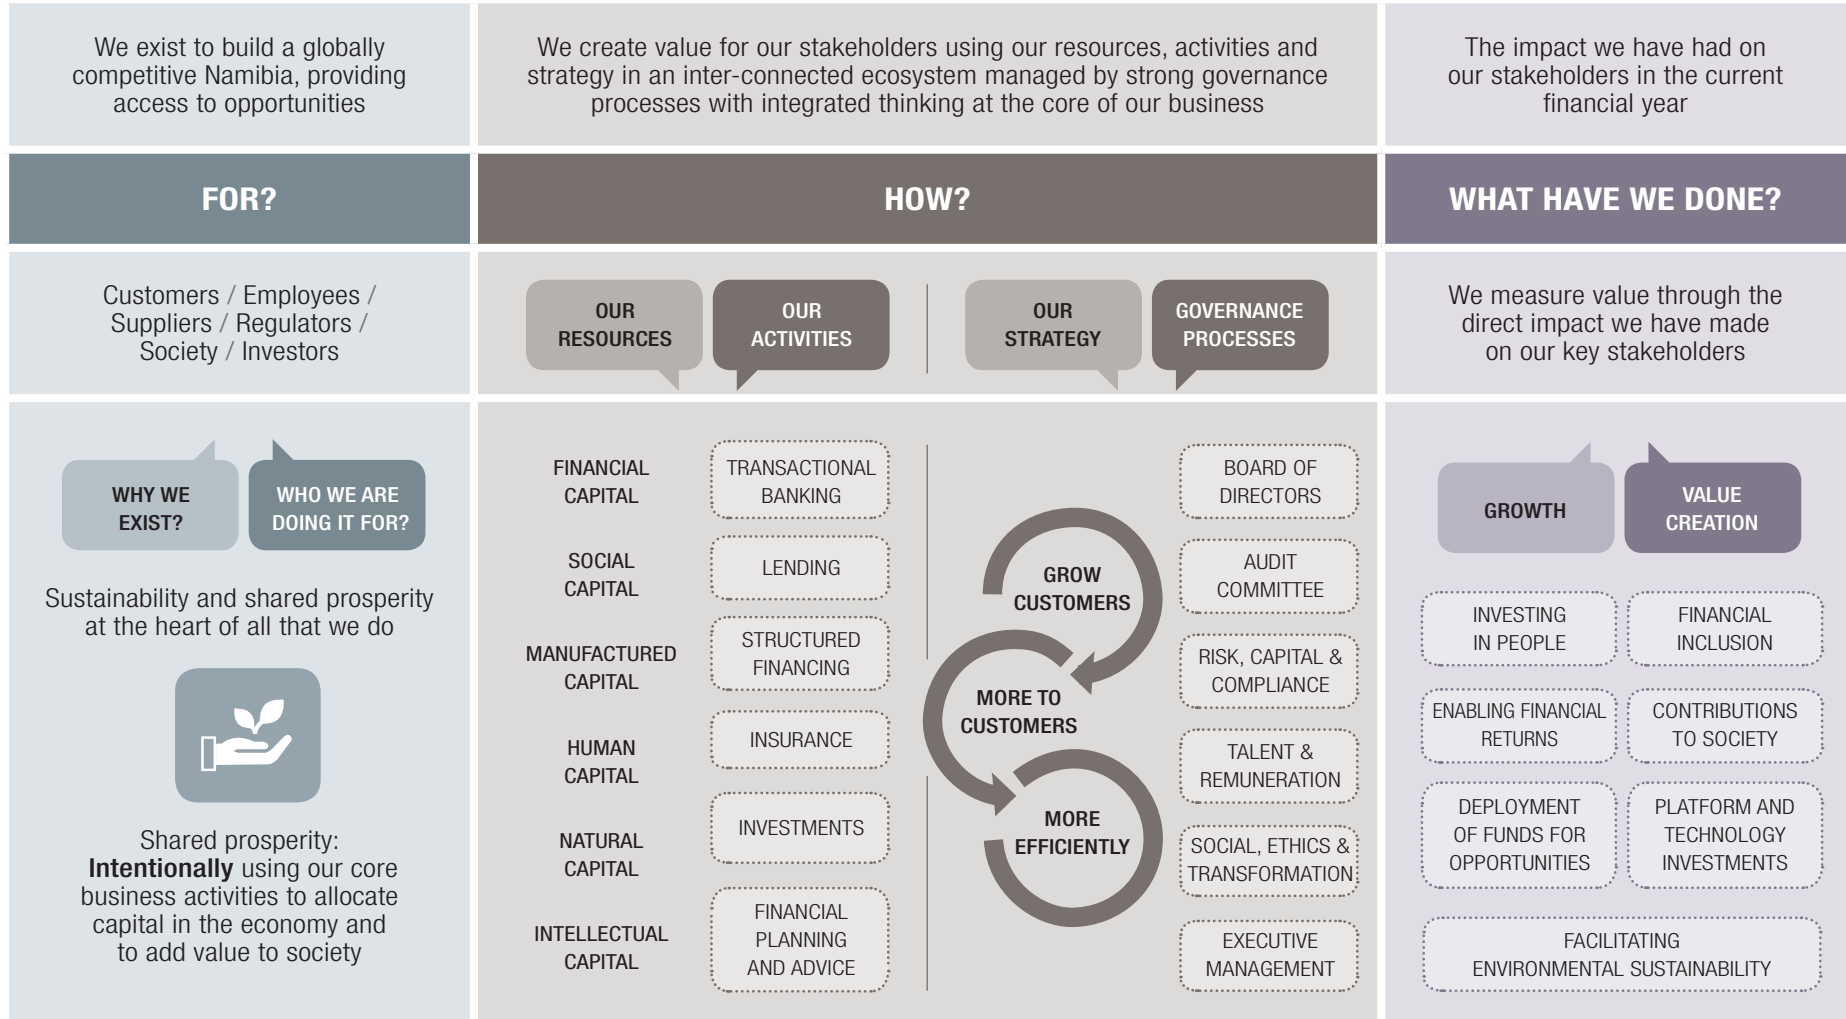 We exist to build a globally
competitive Namibia, providing
access to opportunities
We create value for our stakeholders using our resources, activities and
strategy in an inter-connected ecosystem managed by strong governance
processes with integrated thinking at the core of our business
The impact we have had on
our stakeholders in the current
financial year
FOR?
HOW?
WHAT HAVE WE DONE?
Customers / Employees /
Suppliers / Regulators /
Society / Investors
OUR
RESOURCES
OUR
ACTIVITIES
OUR
STRATEGY
GOVERNANCE
PROCESSES
We measure value through the
direct impact we have made
on our key stakeholders
WHY WE
EXIST?
WHO WE ARE
DOING IT FOR?
Sustainability and shared prosperity
at the heart of all that we do
Shared prosperity:
Intentionally using our core
business activities to allocate
capital in the economy and
to add value to society
FINANCIAL
CAPITAL
SOCIAL
CAPITAL
MANUFACTURED
CAPITAL
HUMAN
CAPITAL
NATURAL
CAPITAL
INTELLECTUAL
CAPITAL
TRANSACTIONAL
BANKING
LENDING
STRUCTURED
FINANCING
INSURANCE
INVESTMENTS
FINANCIAL
PLANNING
AND ADVICE
GROW
CUSTOMERS
MORE TO
CUSTOMERS
MORE
EFFICIENTLY
BOARD OF
DIRECTORS
AUDIT
COMMITTEE
RISK, CAPITAL &
COMPLIANCE
TALENT &
REMUNERATION
SOCIAL, ETHICS &
TRANSFORMATION
EXECUTIVE
MANAGEMENT
GROWTH
VALUE
CREATION
INVESTING
IN PEOPLE
FINANCIAL
INCLUSION
ENABLING FINANCIAL
RETURNS
CONTRIBUTIONS
TO SOCIETY
DEPLOYMENT
OF FUNDS FOR
OPPORTUNITIES
PLATFORM AND
TECHNOLOGY
INVESTMENTS
FACILITATING
ENVIRONMENTAL SUSTAINABILITY